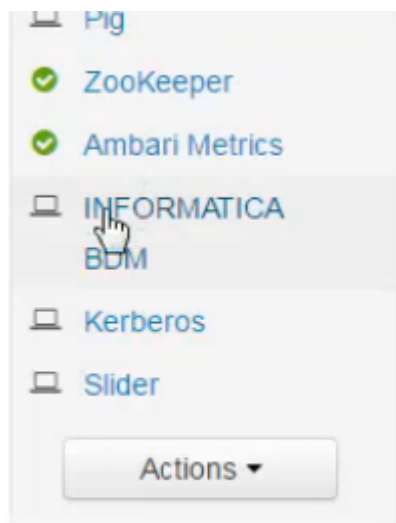 Pig
ZooKeeper
Ambari Metrics
INFORMATICA
BDM
Kerberos
Slider
Actions